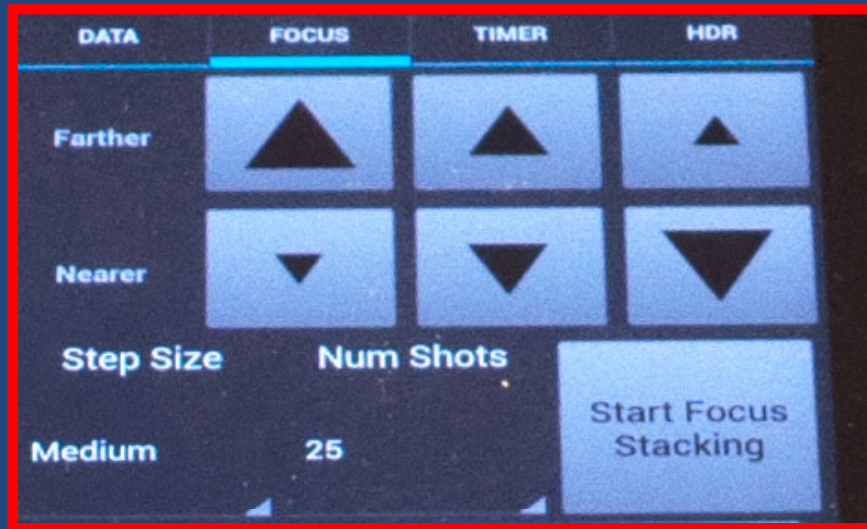 DATA FOCUS TIMER HDR
Farther
Nearer
Step Size Num Shots
Medium 25
Start Focus
Stacking